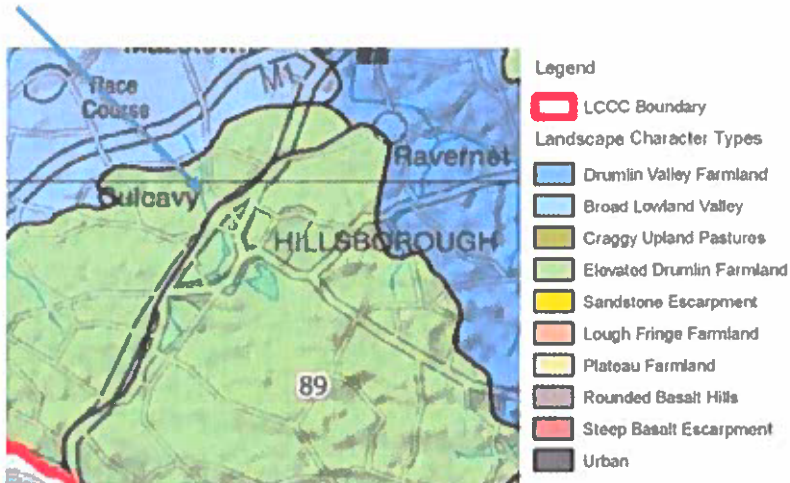 Race
Course
M1
Ravernet
Culcavy
HILLSBOROUGH
89
Legend
LCCC Boundary
Landscape Character Types
Drumlin Valley Farmland
Broad Lowland Valley
Craggy Upland Pastures
Elevated Drumlin Farmland
Sandstone Escarpment
Lough Fringe Farmland
Plateau Farmland
Rounded Basalt Hills
Steep Basalt Escarpment
Urban